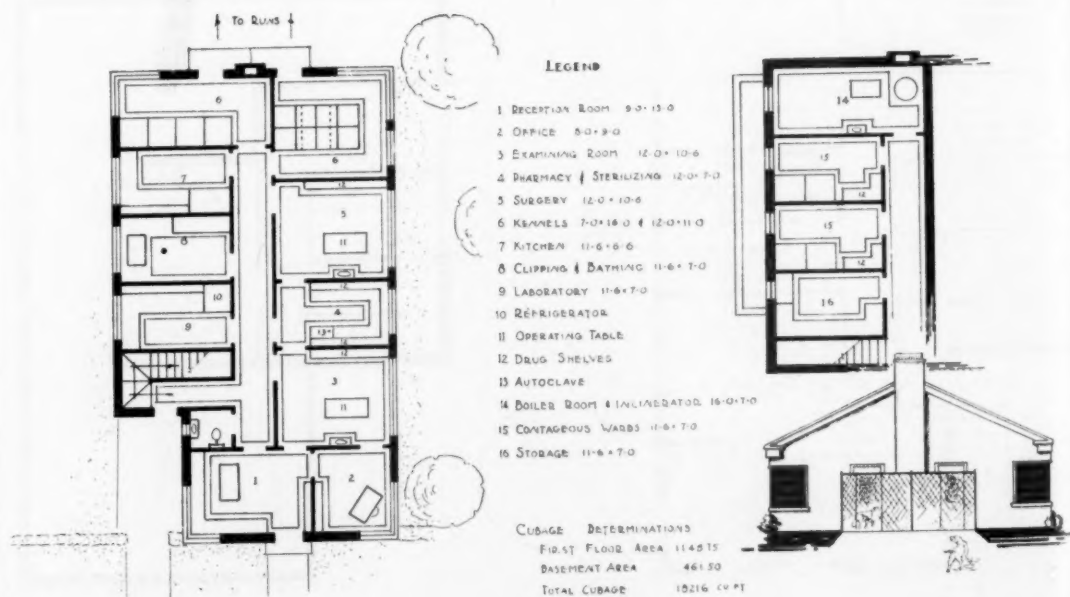 TO RUNS
LEGEND
1 RECEPTION ROOM 9-0 × 13-0
2 OFFICE 8-0 × 9-0
3 EXAMINING ROOM 12-0 × 10-6
4 PHARMACY & STERILIZING 12-0 × 7-0
5 SURGERY 12-0 × 10-6
6 KENNELS 7-0 × 16-0 & 12-0 × 11-0
7 KITCHEN 11-6 × 6-6
8 CLIPPING & BATHING 11-6 × 7-0
9 LABORATORY 11-6 × 7-0
10 REFRIGERATOR
11 OPERATING TABLE
12 DRUG SHELVES
13 AUTOCLAVE
14 BOILER ROOM & INCINERATOR 16-0 × 7-0
15 CONTAGEOUS WARDS 11-6 × 7-0
16 STORAGE 11-6 × 7-0
CUBAGE DETERMINATIONS
FIRST FLOOR AREA 1148.75
BASEMENT AREA 461.50
TOTAL CUBAGE 18216 CU FT
6
6
7
12
5
11
8
12
4
10
9
13
12
12
3
11
1
2
14
15
12
15
12
16